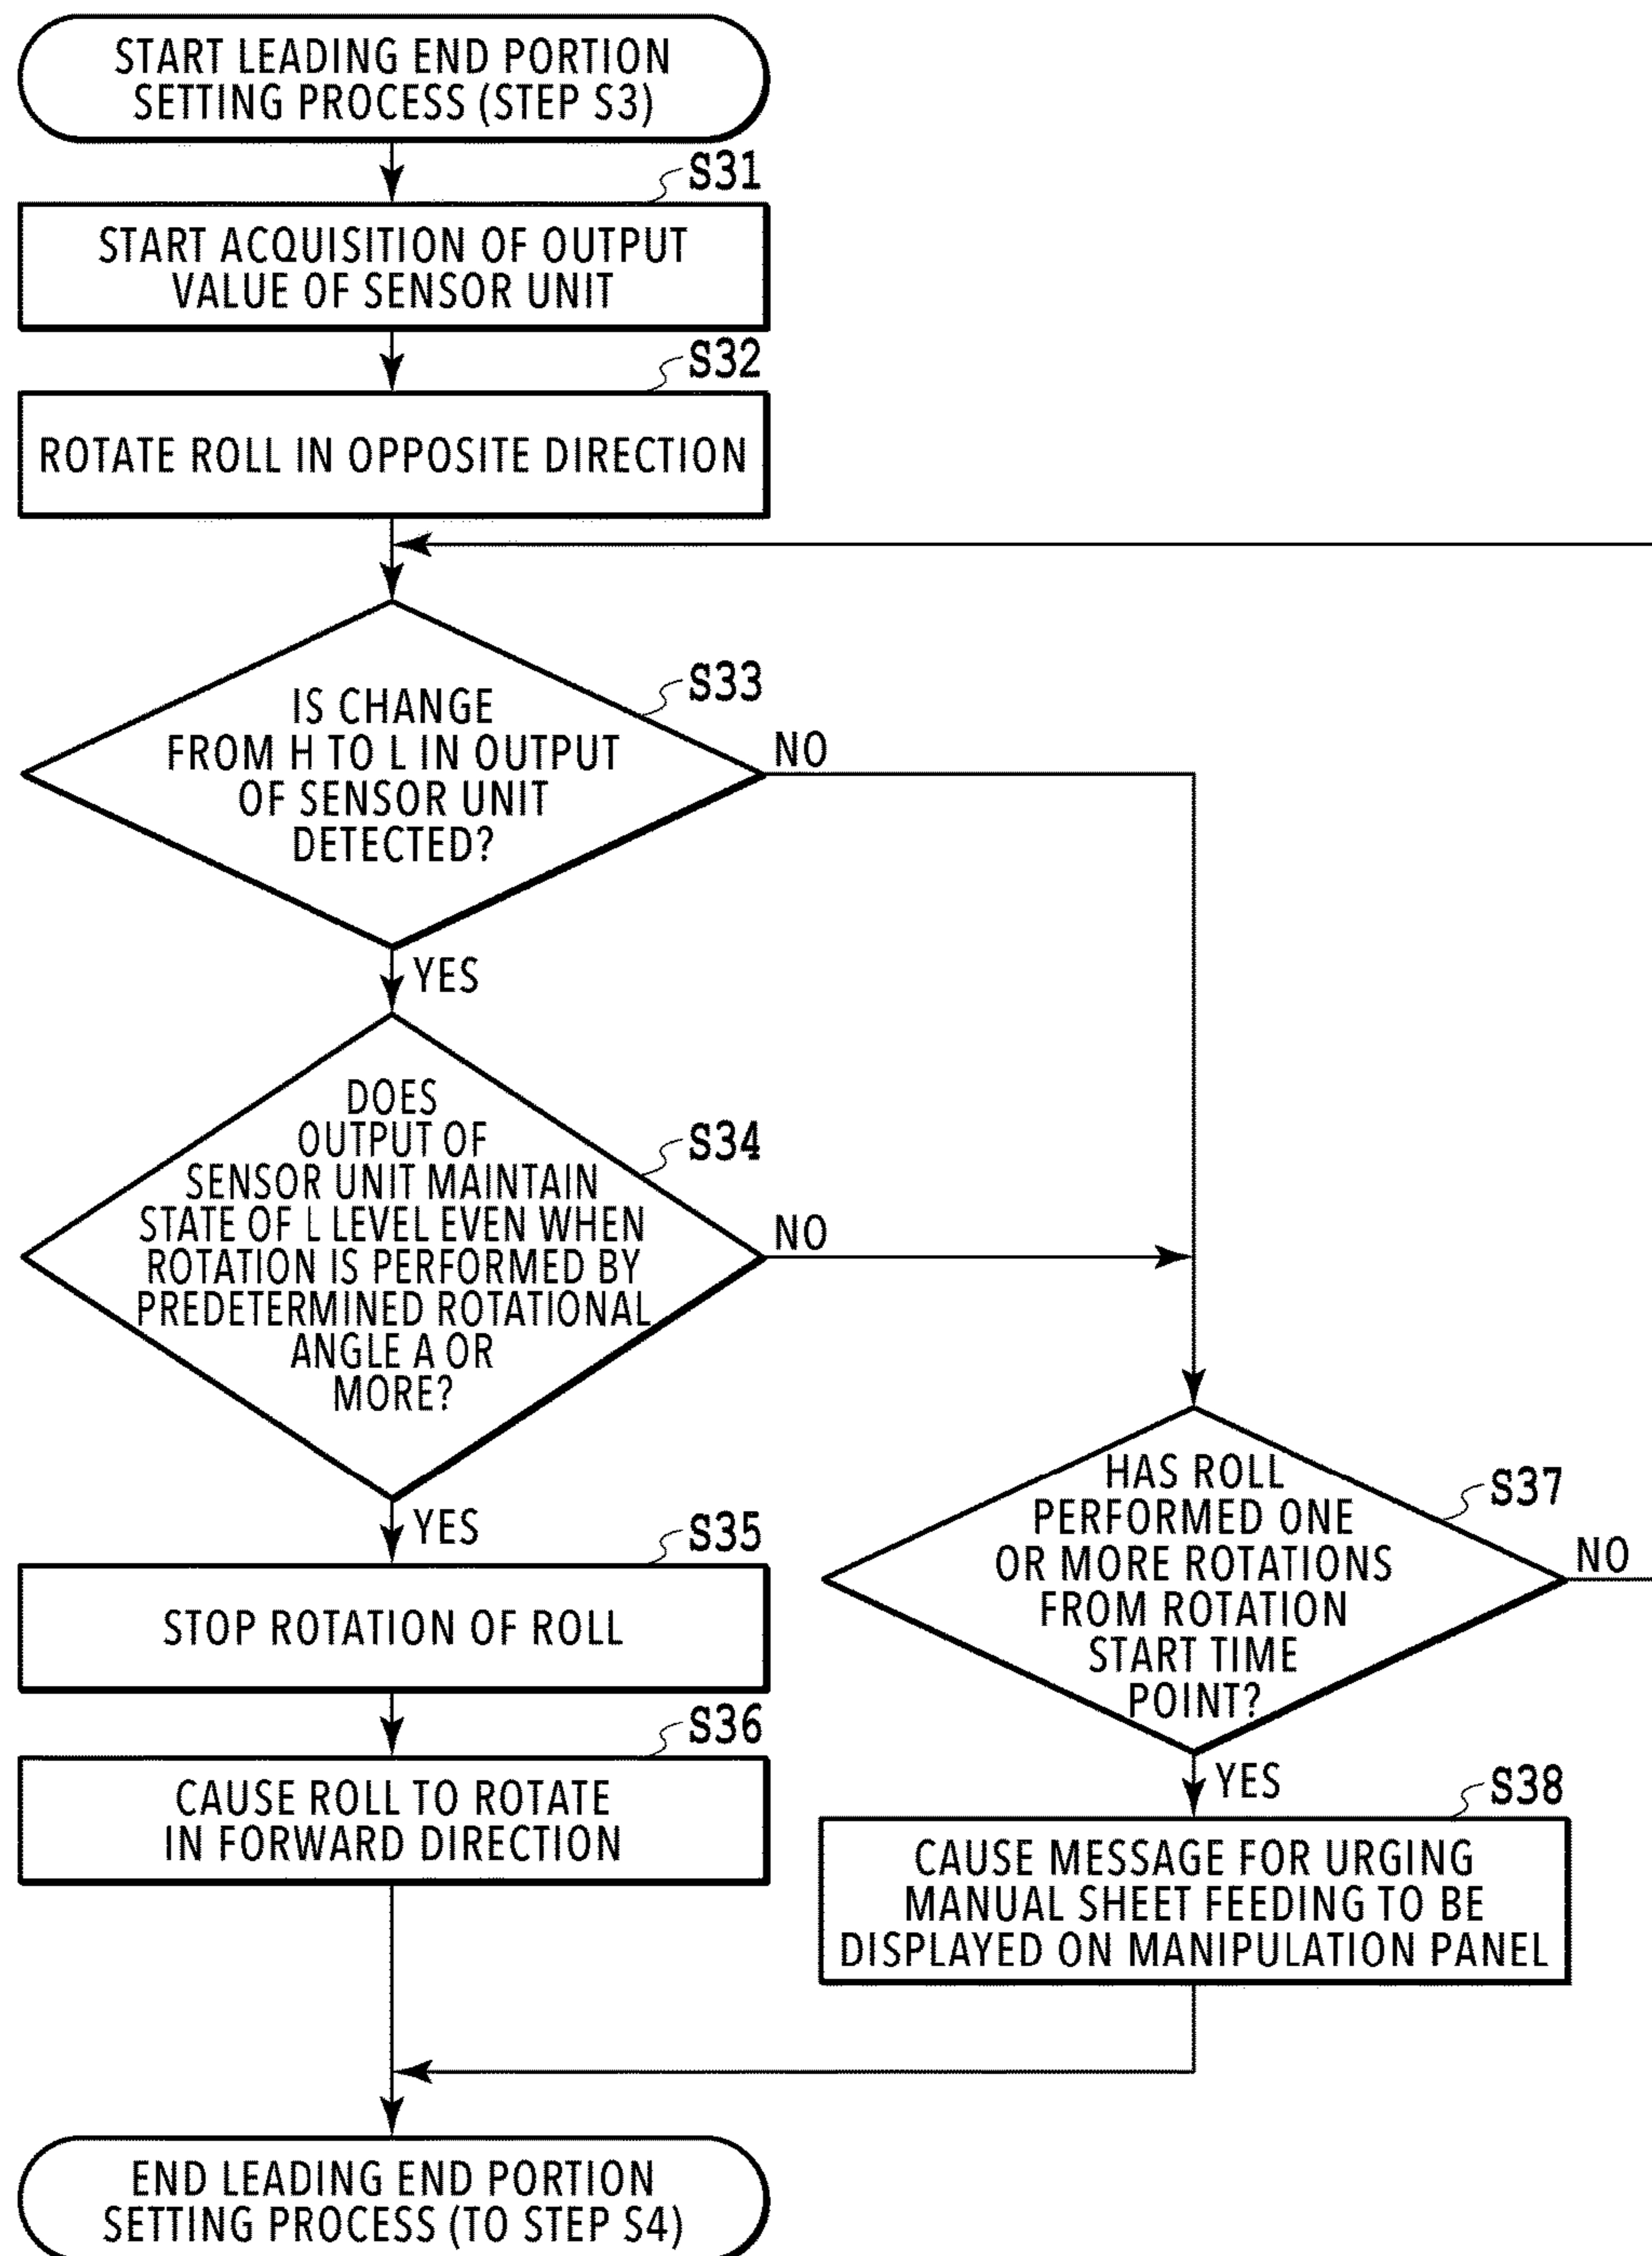 START LEADING END PORTION
SETTING PROCESS (STEP S3)
S31
START ACQUISITION OF OUTPUT
VALUE OF SENSOR UNIT
S32
ROTATE ROLL IN OPPOSITE DIRECTION
S33
IS CHANGE
FROM H TO L IN OUTPUT
OF SENSOR UNIT
DETECTED?
NO
YES
S34
DOES
OUTPUT OF
SENSOR UNIT MAINTAIN
STATE OF L LEVEL EVEN WHEN
ROTATION IS PERFORMED BY
PREDETERMINED ROTATIONAL
ANGLE A OR
MORE?
NO
YES
S35
STOP ROTATION OF ROLL
S36
CAUSE ROLL TO ROTATE
IN FORWARD DIRECTION
S37
HAS ROLL
PERFORMED ONE
OR MORE ROTATIONS
FROM ROTATION
START TIME
POINT?
NO
YES
S38
CAUSE MESSAGE FOR URGING
MANUAL SHEET FEEDING TO BE
DISPLAYED ON MANIPULATION PANEL
END LEADING END PORTION
SETTING PROCESS (TO STEP S4)